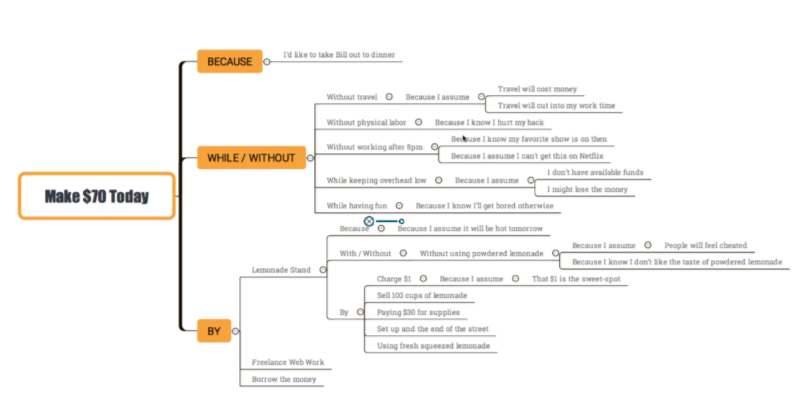 Make $70 Today
BECAUSE
I'd like to take Bill out to dinner
WHILE / WITHOUT
Without travel
Because I assume
Travel will cost money
Travel will cut into my work time
Without physical labor
Because I know I hurt my back
Without working after 5pm
Because I know my favorite show is on then
Because I assume I can't get this on Netflix
While keeping overhead low
Because I assume
I don't have available funds
I might lose the money
While having fun
Because I know I'll get bored otherwise
BY
Lemonade Stand
Because
Because I assume it will be hot tomorrow
With / Without
Without using powdered lemonade
Because I assume
People will feel cheated
Because I know I don't like the taste of powdered lemonade
By
Charge $1
Because I assume
That $1 is the sweet-spot
Sell 100 cups of lemonade
Paying $30 for supplies
Set up and the end of the street
Using fresh squeezed lemonade
Freelance Web Work
Borrow the money